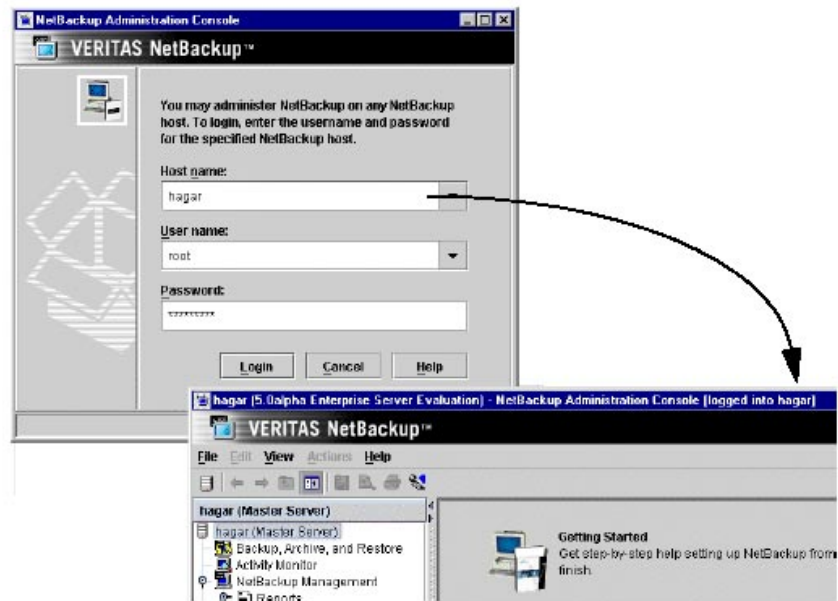 NetBackup Administration Console
VERITAS NetBackup™
You may administer NetBackup on any NetBackup
host. To login, enter the username and password
for the specified NetBackup host.
Host name:
hagar
User name:
root
Password:
*********
Login Cancel Help
hagar (5.0alpha Enterprise Server Evaluation) - NetBackup Administration Console [logged into hagar]
VERITAS NetBackup™
File Edit View Actions Help
hagar (Master Server)
hagar (Master Server)
Backup, Archive, and Restore
Activity Monitor
NetBackup Management
Reports
Getting Started
Get step-by-step help setting up NetBackup from
finish.